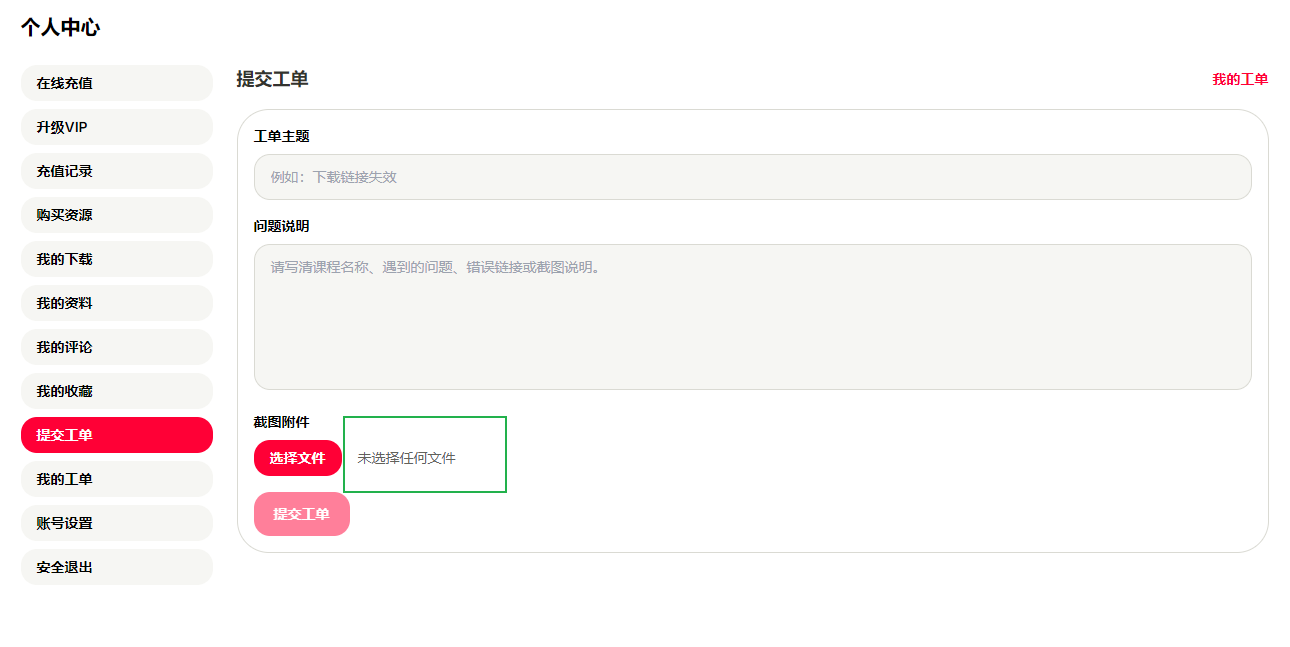 个人中心
在线充值
升级VIP
充值记录
购买资源
我的下载
我的资料
我的评论
我的收藏
提交工单
我的工单
账号设置
安全退出
提交工单
我的工单
工单主题
例如：下载链接失效
问题说明
请写清课程名称、遇到的问题、错误链接或截图说明。
截图附件
选择文件 未选择任何文件
提交工单